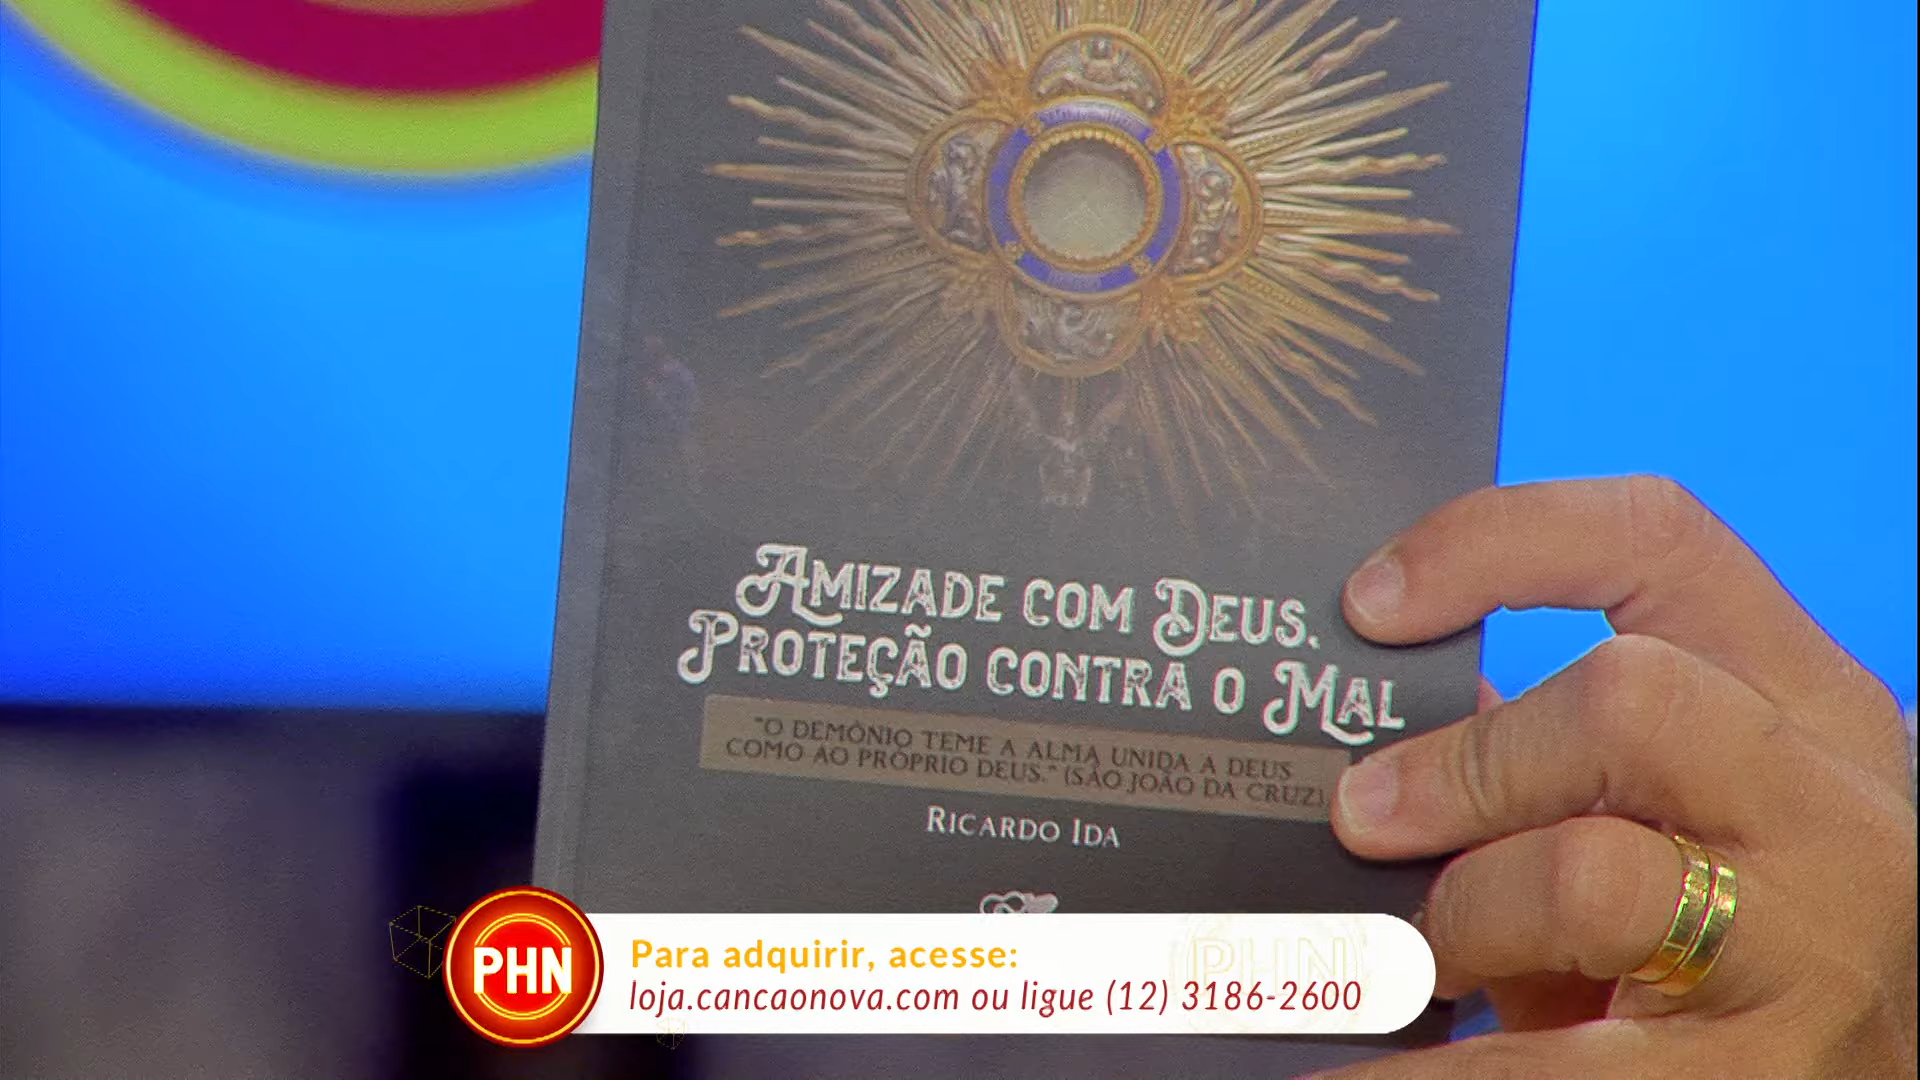 Amizade com Deus.
Proteção contra o Mal
"O DEMÔNIO TEME A ALMA UNIDA A DEUS
COMO AO PRÓPRIO DEUS." (SÃO JOÃO DA CRUZ)
RICARDO IDA
PHN
Para adquirir, acesse:
loja.cancaonova.com ou ligue (12) 3186-2600
PHN